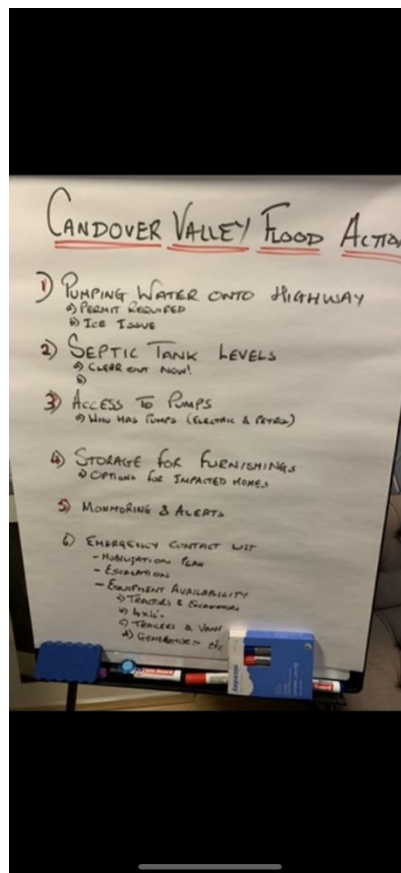 CANDOVER VALLEY FLOOD ACTIO
1) PUMPING WATER ONTO HIGHWAY
a) PERMIT REQUIRED
b) ICE ISSUE
2) SEPTIC TANK LEVELS
a) CLEAR OUT NOW!
b)
3) ACCESS TO PUMPS
a) WHO HAS PUMPS (ELECTRIC & PETROL)
4) STORAGE FOR FURNISHINGS
a) OPTIONS FOR IMPACTED HOMES
5) MONITORING & ALERTS
6) EMERGENCY CONTACT LIST
- MOBILISATION PLAN
- ESCALATION
- EQUIPMENT AVAILABILITY
a) TRACTORS & EXCAVATORS
b) 4x4's
c) TRAILERS & VANS
d) GENERATORS etc